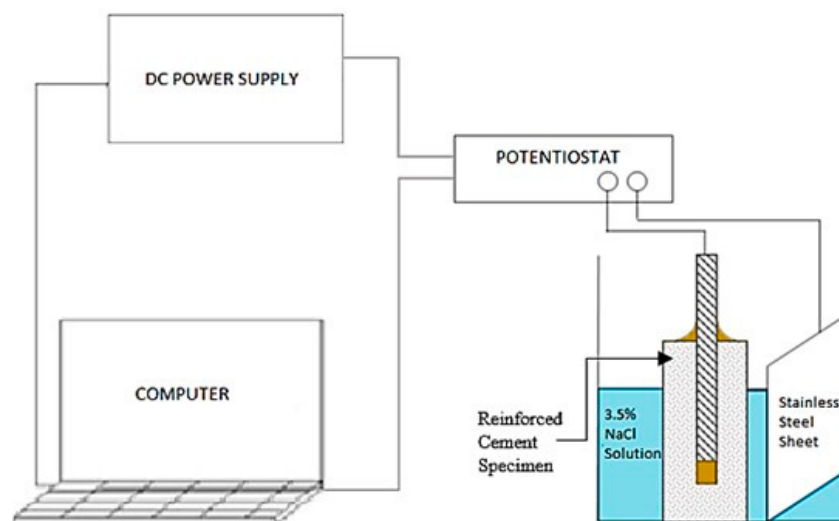 DC POWER SUPPLY
POTENTIOSTAT
COMPUTER
Reinforced
Cement
Specimen
3.5%
NaCl
Solution
Stainless
Steel
Sheet